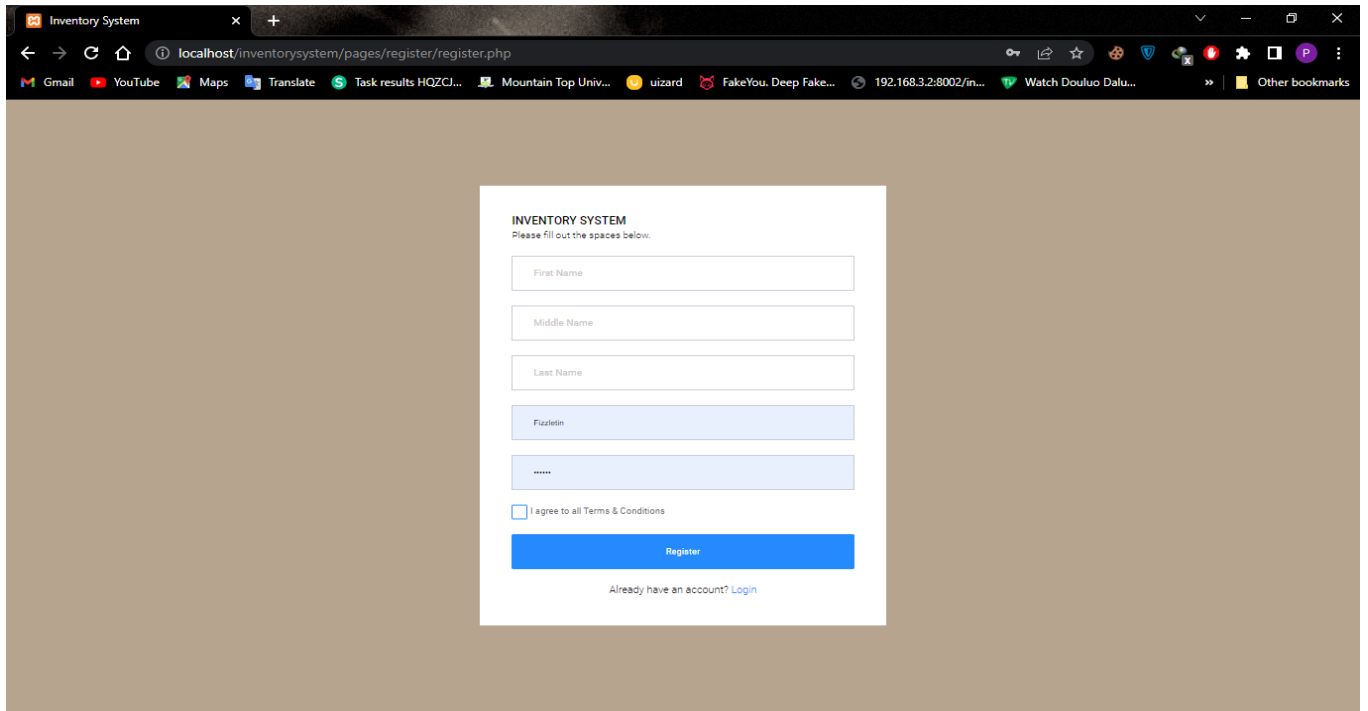 Inventory System
localhost/inventorysystem/pages/register/register.php
P
Gmail YouTube Maps Translate Task results HQZCJ... Mountain Top Univ... uizard FakeYou. Deep Fake... 192.168.3.2:8002/in... Watch Douluo Dalu... » Other bookmarks
INVENTORY SYSTEM
Please fill out the spaces below.
First Name
Middle Name
Last Name
Fizzletin
••••••
I agree to all Terms & Conditions
Register
Already have an account? Login